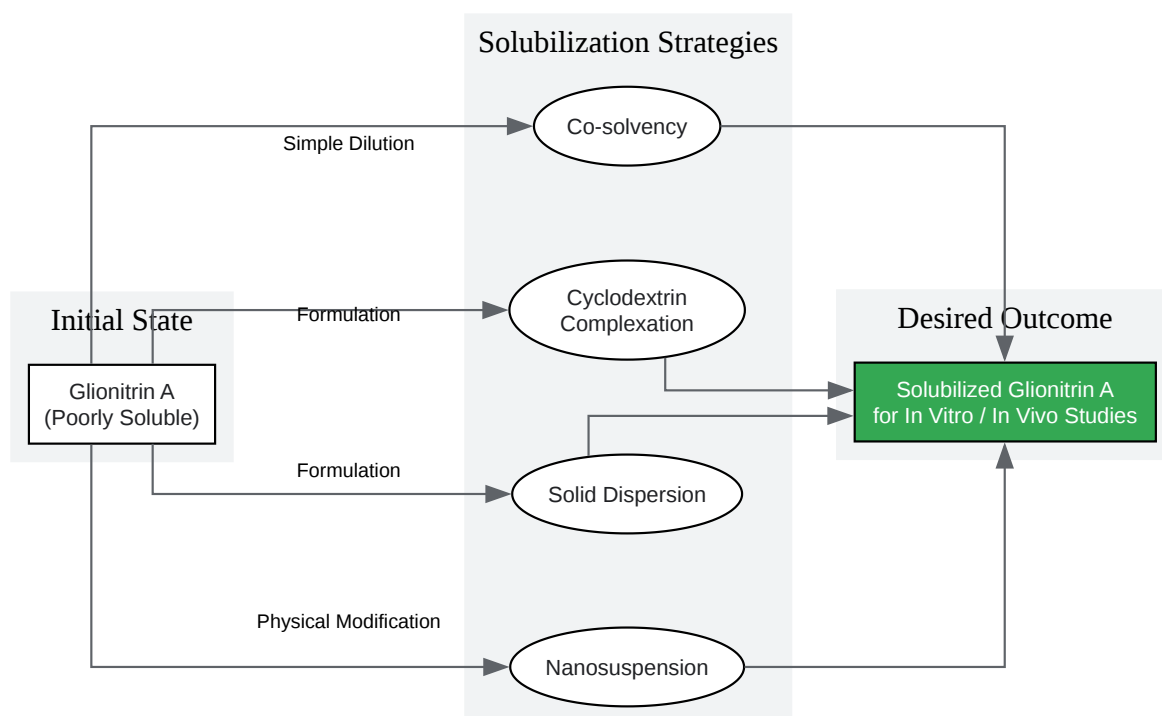 Solubilization Strategies
Co-solvency
Simple Dilution
Cyclodextrin
Complexation
Formulation
Initial State
Desired Outcome
Glionitrin A
(Poorly Soluble)
Solubilized Glionitrin A
for In Vitro / In Vivo Studies
Formulation
Solid Dispersion
Physical Modification
Nanosuspension